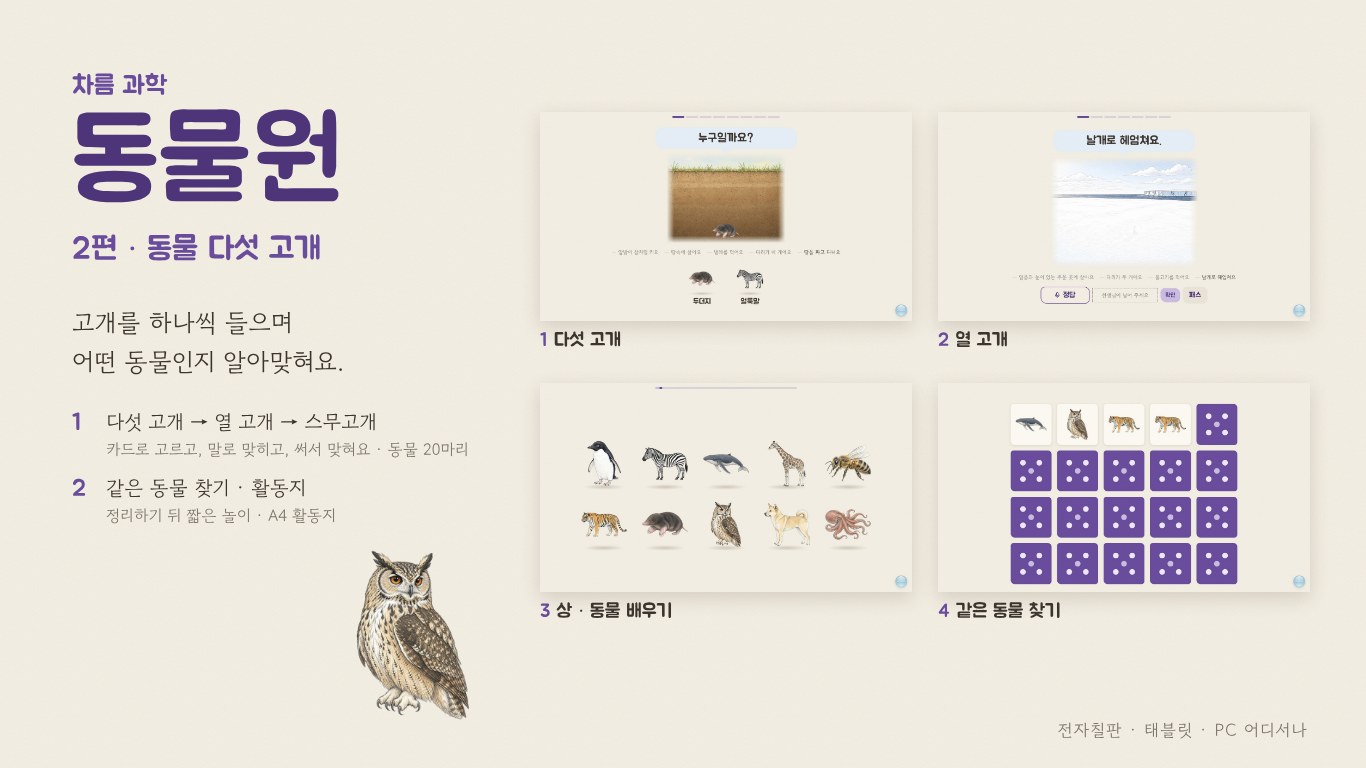 차름 과학
동물원
2편 · 동물 다섯 고개
고개를 하나씩 들으며
어떤 동물인지 알아맞혀요.
1 다섯 고개 → 열 고개 → 스무고개
카드로 고르고, 말로 맞히고, 써서 맞혀요 · 동물 20마리
2 같은 동물 찾기 · 활동지
정리하기 뒤 짧은 놀이 · A4 활동지
누구일까요?
두더지 얼룩말
1 다섯 고개
날개로 헤엄쳐요.
정답 확인 패스
2 열 고개
3 상 · 동물 배우기
4 같은 동물 찾기
전자칠판 · 태블릿 · PC 어디서나